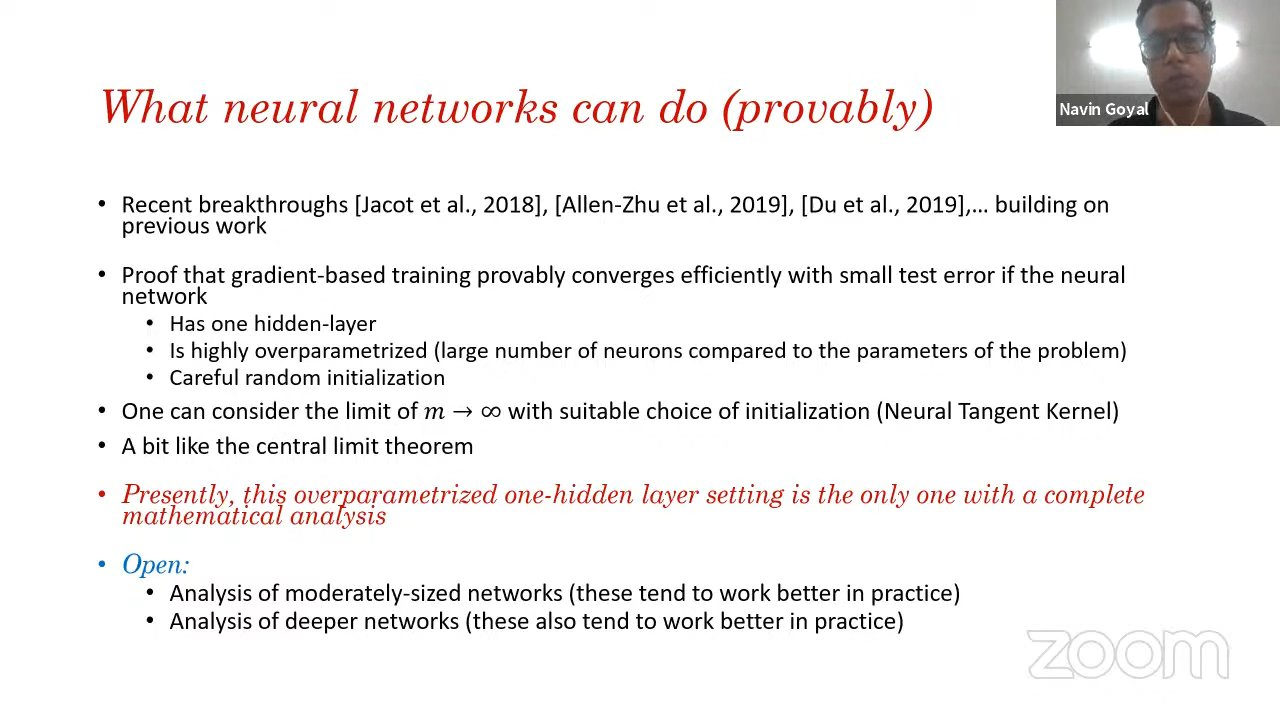 What neural networks can do (provably)
Navin Goyal
• Recent breakthroughs [Jacot et al., 2018], [Allen-Zhu et al., 2019], [Du et al., 2019],… building on
previous work
• Proof that gradient-based training provably converges efficiently with small test error if the neural
network
• Has one hidden-layer
• Is highly overparametrized (large number of neurons compared to the parameters of the problem)
• Careful random initialization
• One can consider the limit of m → ∞ with suitable choice of initialization (Neural Tangent Kernel)
• A bit like the central limit theorem
• Presently, this overparametrized one-hidden layer setting is the only one with a complete
mathematical analysis
• Open:
• Analysis of moderately-sized networks (these tend to work better in practice)
• Analysis of deeper networks (these also tend to work better in practice)
zoom